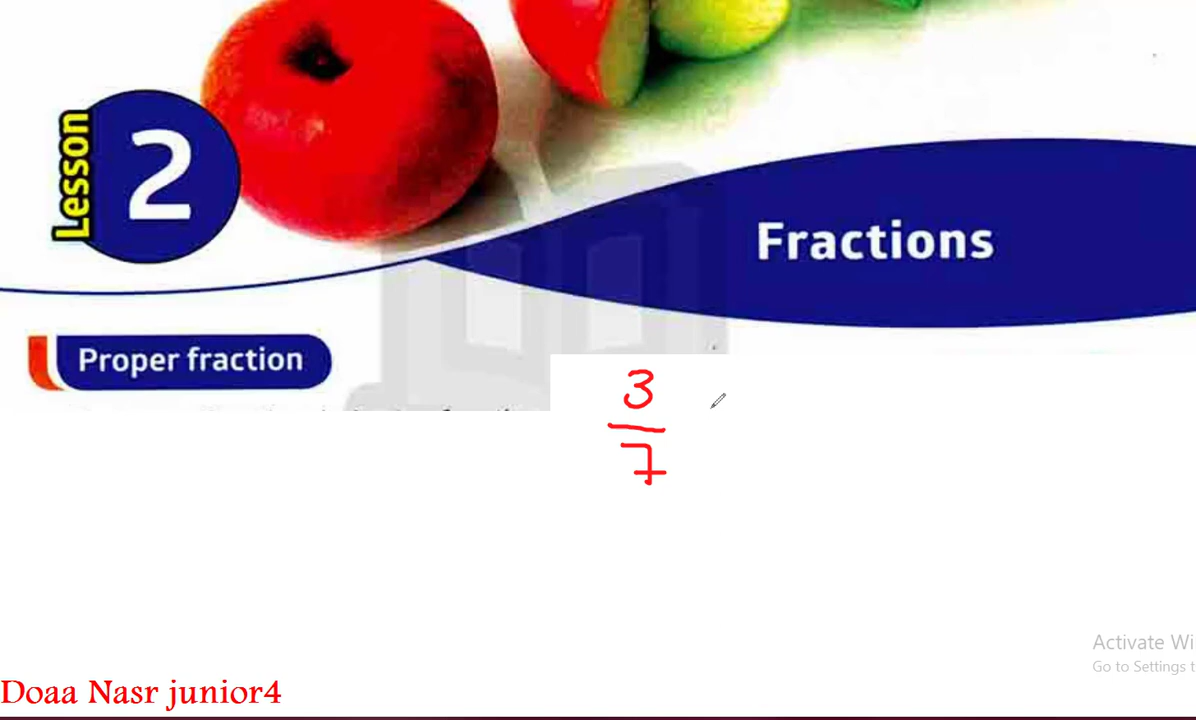 Lesson
2
Fractions
Proper fraction
3
7
Activate Wi
Go to Settings t
Doaa Nasr junior4